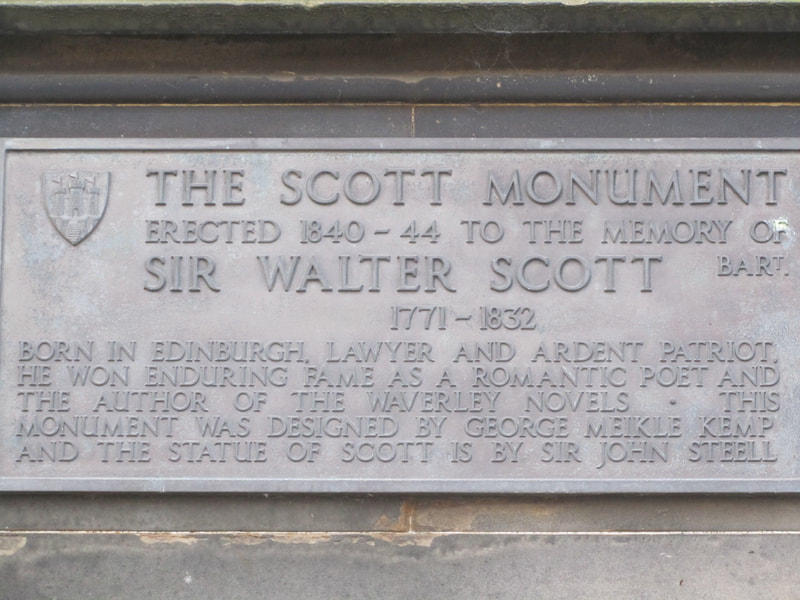 THE SCOTT MONUMENT
ERECTED 1840 - 44 TO THE MEMORY OF
SIR WALTER SCOTT BART.
1771 - 1832
BORN IN EDINBURGH, LAWYER AND ARDENT PATRIOT.
HE WON ENDURING FAME AS A ROMANTIC POET AND
THE AUTHOR OF THE WAVERLEY NOVELS · THIS
MONUMENT WAS DESIGNED BY GEORGE MEIKLE KEMP
AND THE STATUE OF SCOTT IS BY SIR JOHN STEELL